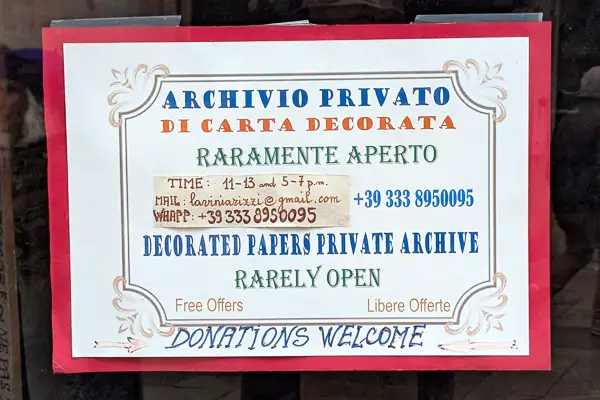 ARCHIVIO PRIVATO
DI CARTA DECORATA
RARAMENTE APERTO
TIME: 11-13 and 5-7 p.m.
MAIL: laviniarizzi@gmail.com
WHAPP: +39 333 8950095
+39 333 8950095
DECORATED PAPERS PRIVATE ARCHIVE
RARELY OPEN
Free Offers
Libere Offerte
DONATIONS WELCOME